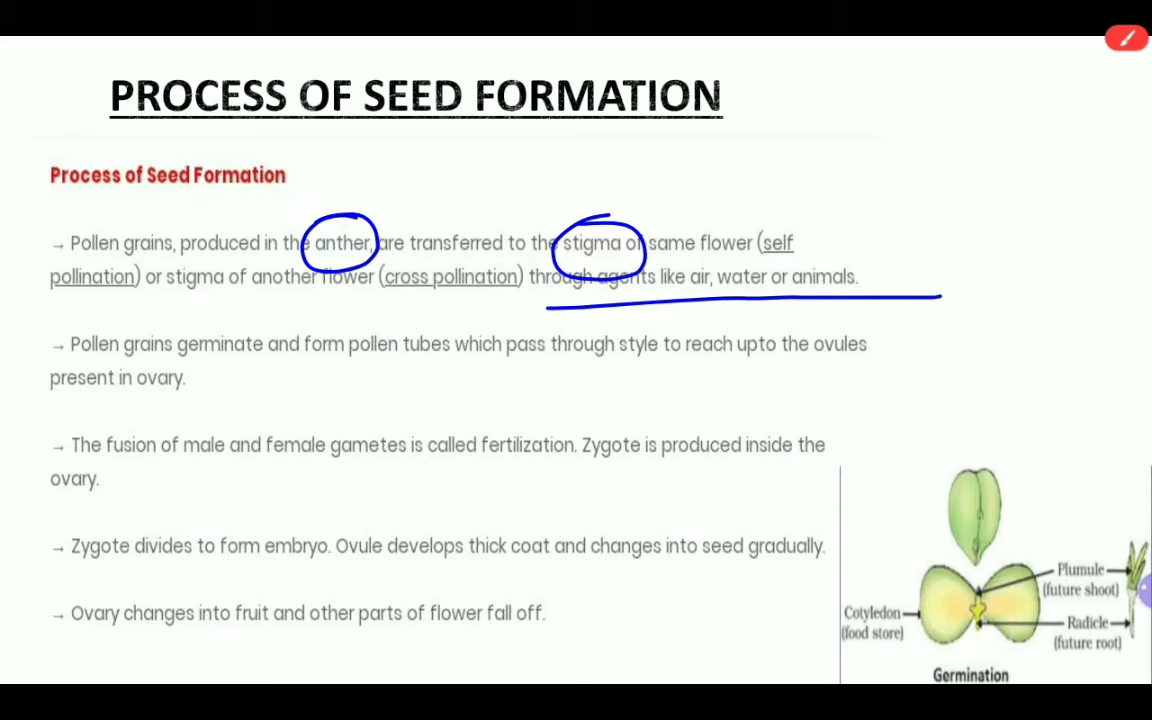 PROCESS OF SEED FORMATION
Process of Seed Formation
→ Pollen grains, produced in the anther, are transferred to the stigma of same flower (self
pollination) or stigma of another flower (cross pollination) through agents like air, water or animals.
→ Pollen grains germinate and form pollen tubes which pass through style to reach upto the ovules
present in ovary.
→ The fusion of male and female gametes is called fertilization. Zygote is produced inside the
ovary.
→ Zygote divides to form embryo. Ovule develops thick coat and changes into seed gradually.
→ Ovary changes into fruit and other parts of flower fall off.
Plumule
(future shoot)
Cotyledon
(food store)
Radicle
(future root)
Germination